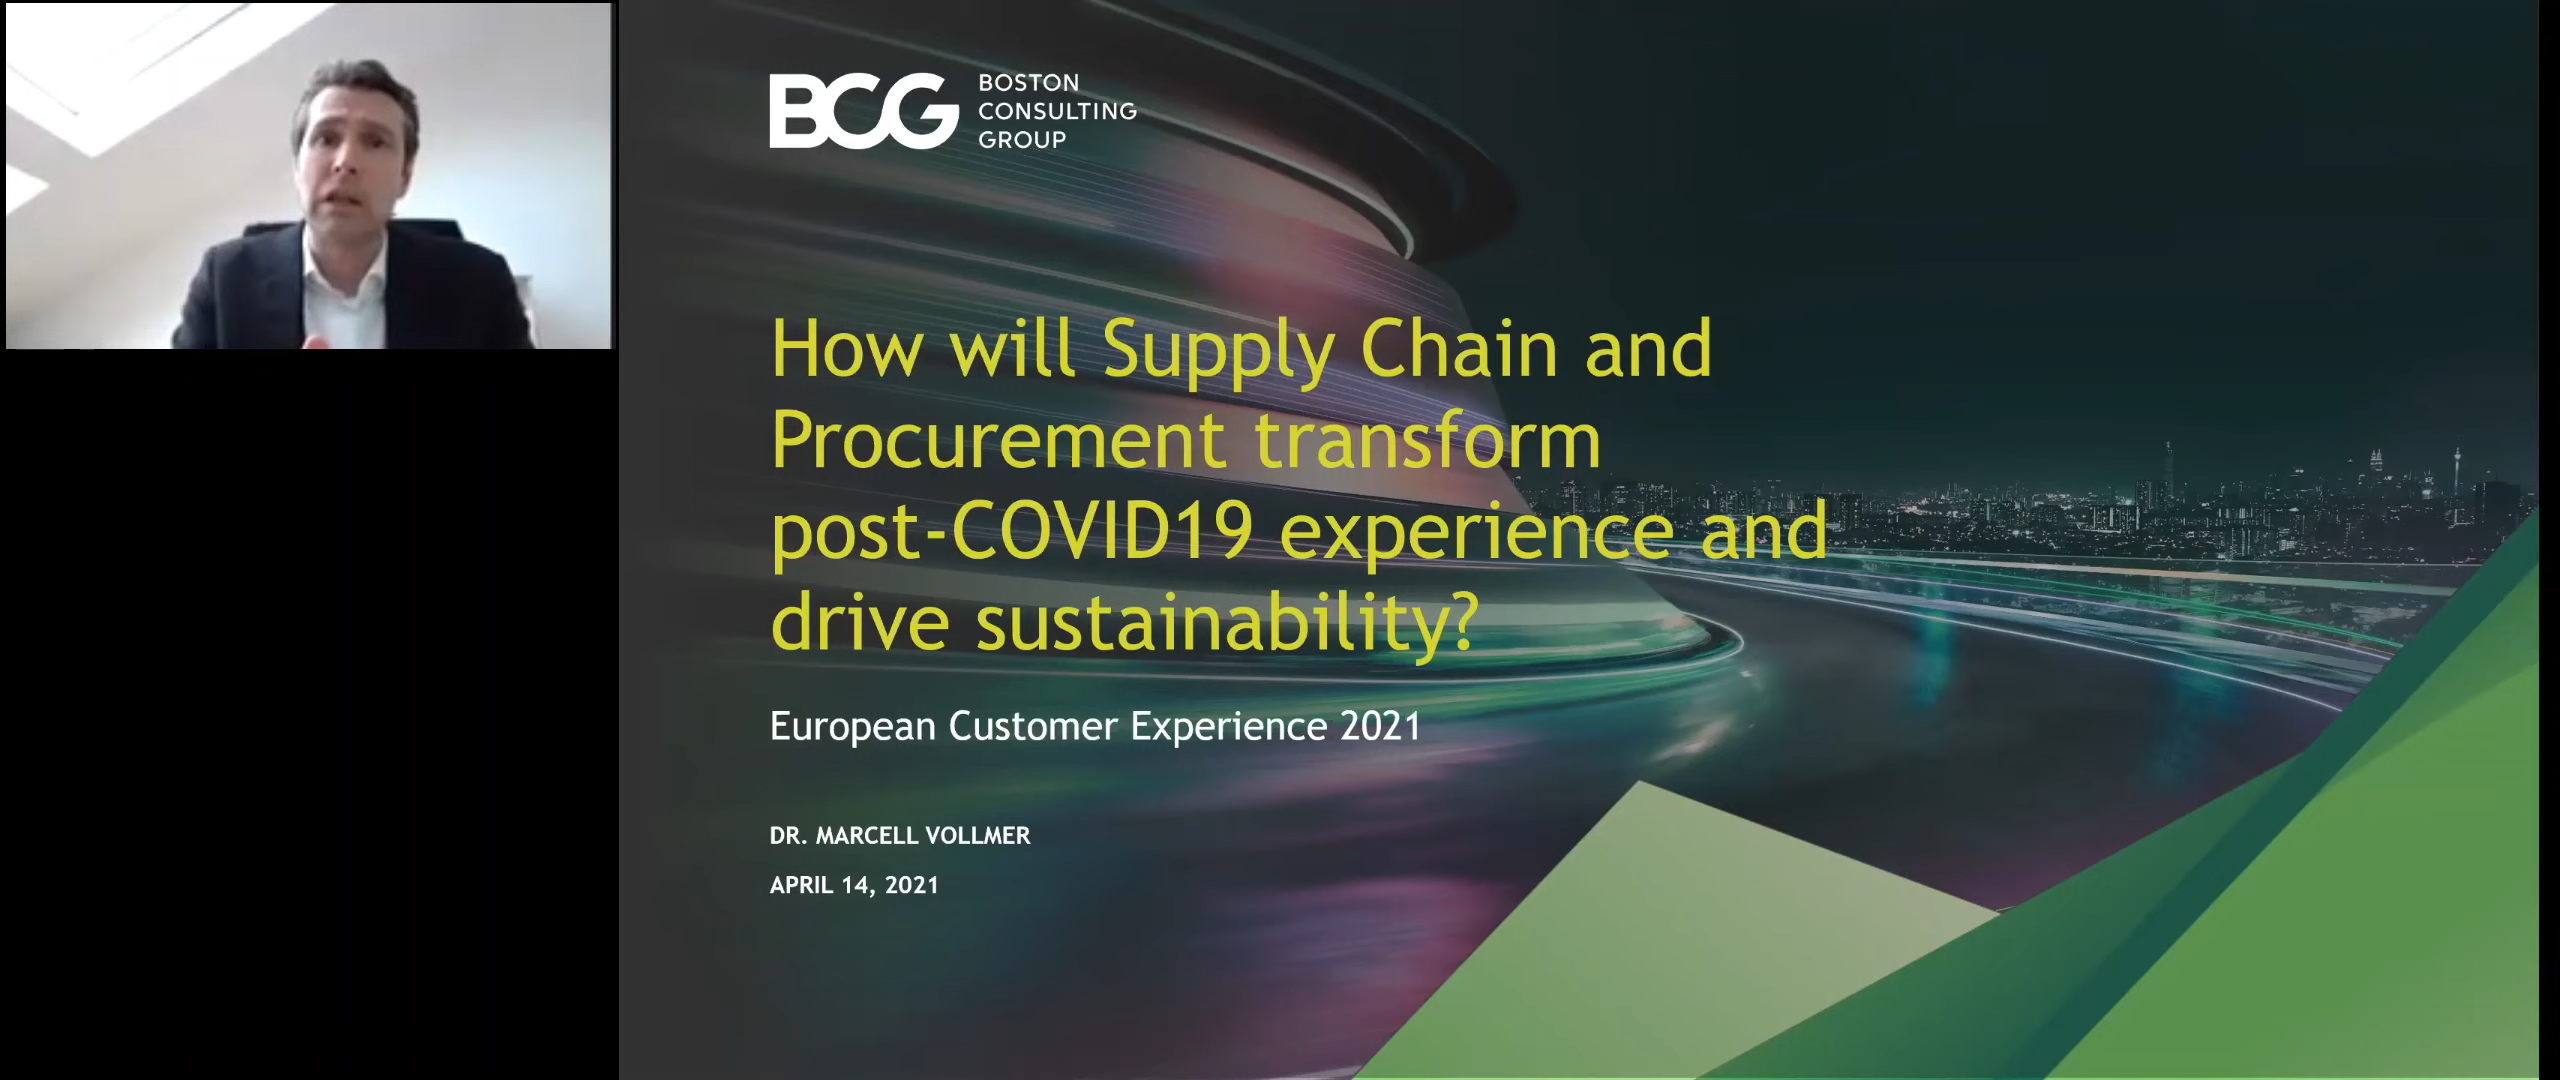 BCG
BOSTON
CONSULTING
GROUP
How will Supply Chain and
Procurement transform
post-COVID19 experience and
drive sustainability?
European Customer Experience 2021
DR. MARCELL VOLLMER
APRIL 14, 2021